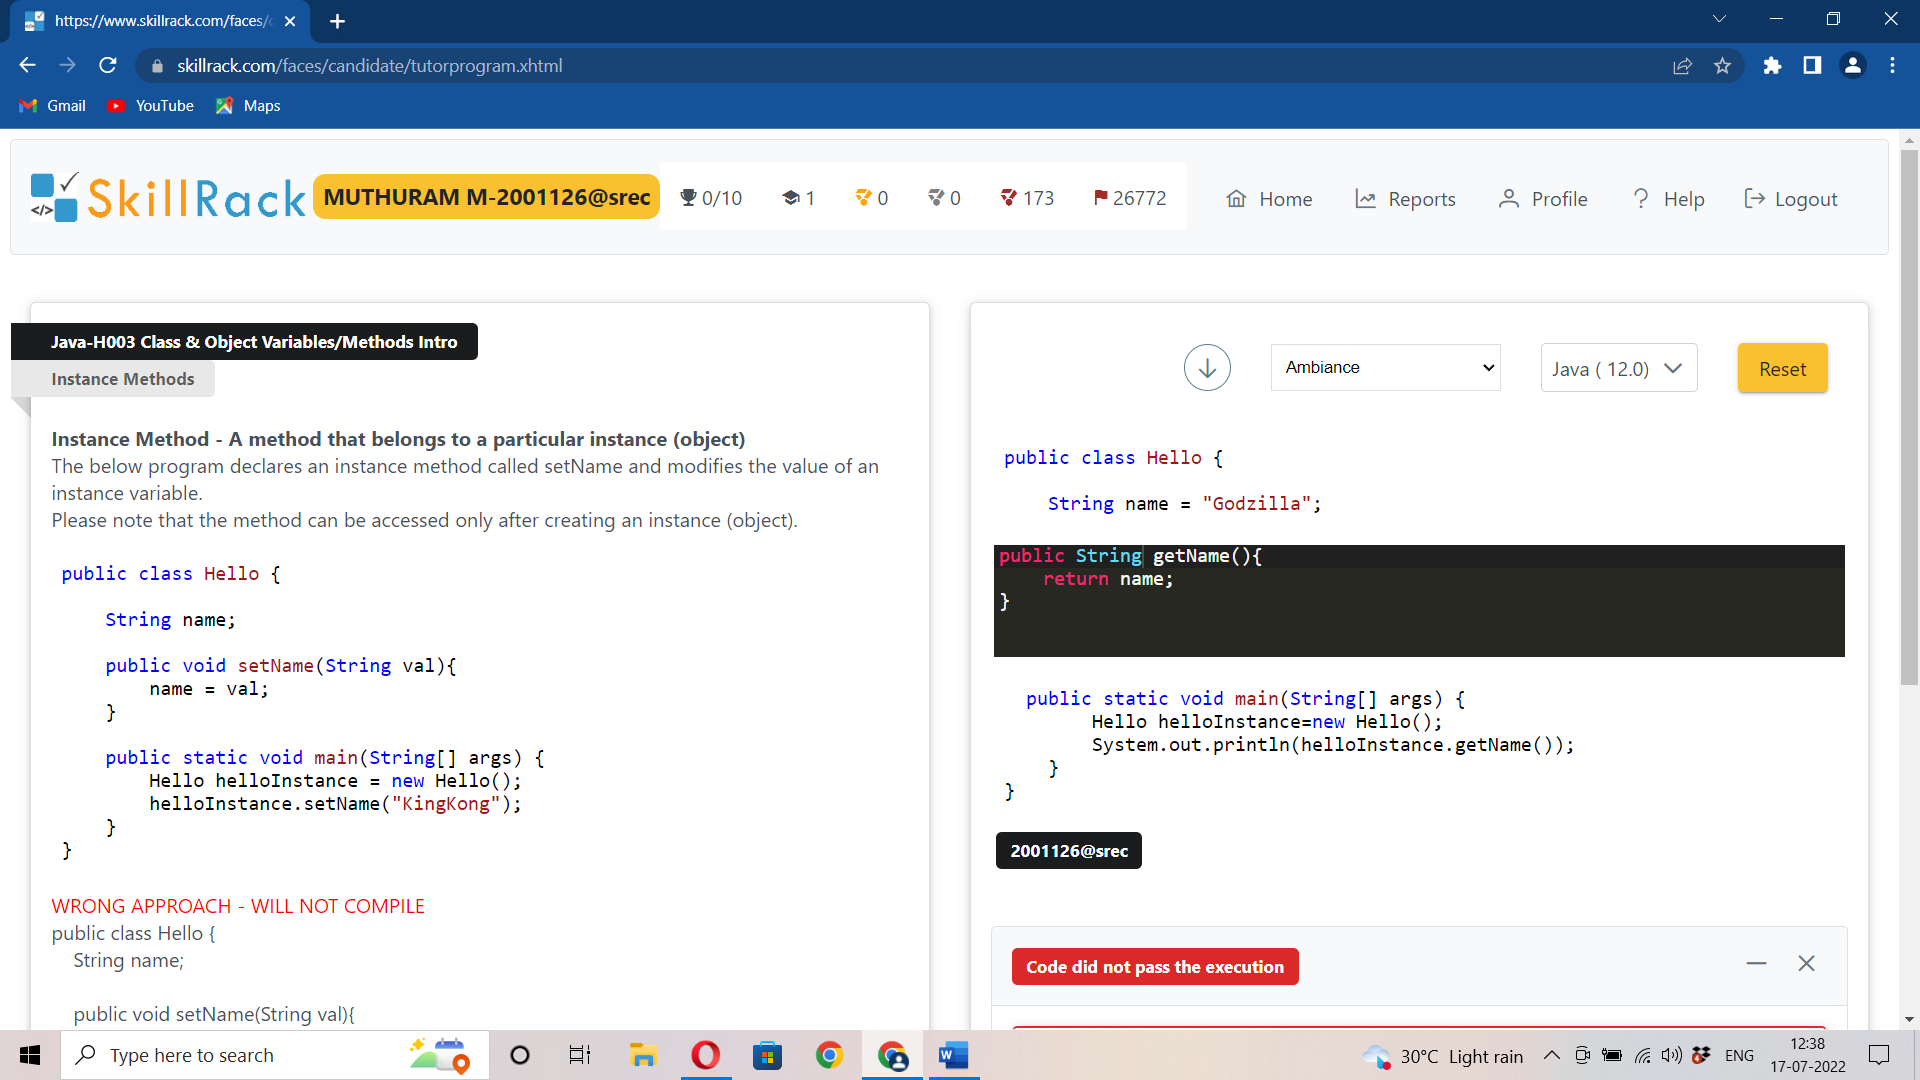 https://www.skillrack.com/faces/c
skillrack.com/faces/candidate/tutorprogram.xhtml
Gmail YouTube Maps
SkillRack MUTHURAM M-2001126@srec 0/10 1 0 0 173 26772 Home Reports Profile ? Help Logout
Java-H003 Class & Object Variables/Methods Intro
Instance Methods
Instance Method - A method that belongs to a particular instance (object)
The below program declares an instance method called setName and modifies the value of an
instance variable.
Please note that the method can be accessed only after creating an instance (object).
public class Hello {
String name;
public void setName(String val){
name = val;
}
public static void main(String[] args) {
Hello helloInstance = new Hello();
helloInstance.setName("KingKong");
}
}
WRONG APPROACH - WILL NOT COMPILE
public class Hello {
String name;
public void setName(String val){
Ambiance Java ( 12.0) Reset
public class Hello {
String name = "Godzilla";
public String getName(){
return name;
}
public static void main(String[] args) {
Hello helloInstance=new Hello();
System.out.println(helloInstance.getName());
}
}
2001126@srec
Code did not pass the execution
Type here to search
30°C Light rain ENG
12:38
17-07-2022